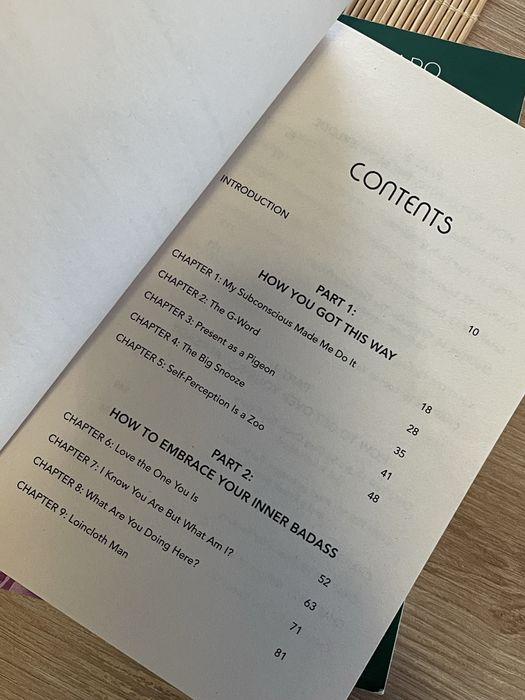 CONTENTS
INTRODUCTION 10
PART 1:
HOW YOU GOT THIS WAY
CHAPTER 1: My Subconscious Made Me Do It 18
CHAPTER 2: The G-Word 28
CHAPTER 3: Present as a Pigeon 35
CHAPTER 4: The Big Snooze 41
CHAPTER 5: Self-Perception Is a Zoo 48
PART 2:
HOW TO EMBRACE YOUR INNER BADASS
CHAPTER 6: Love the One You Is 52
CHAPTER 7: I Know You Are But What Am I? 63
CHAPTER 8: What Are You Doing Here? 71
CHAPTER 9: Loincloth Man 81